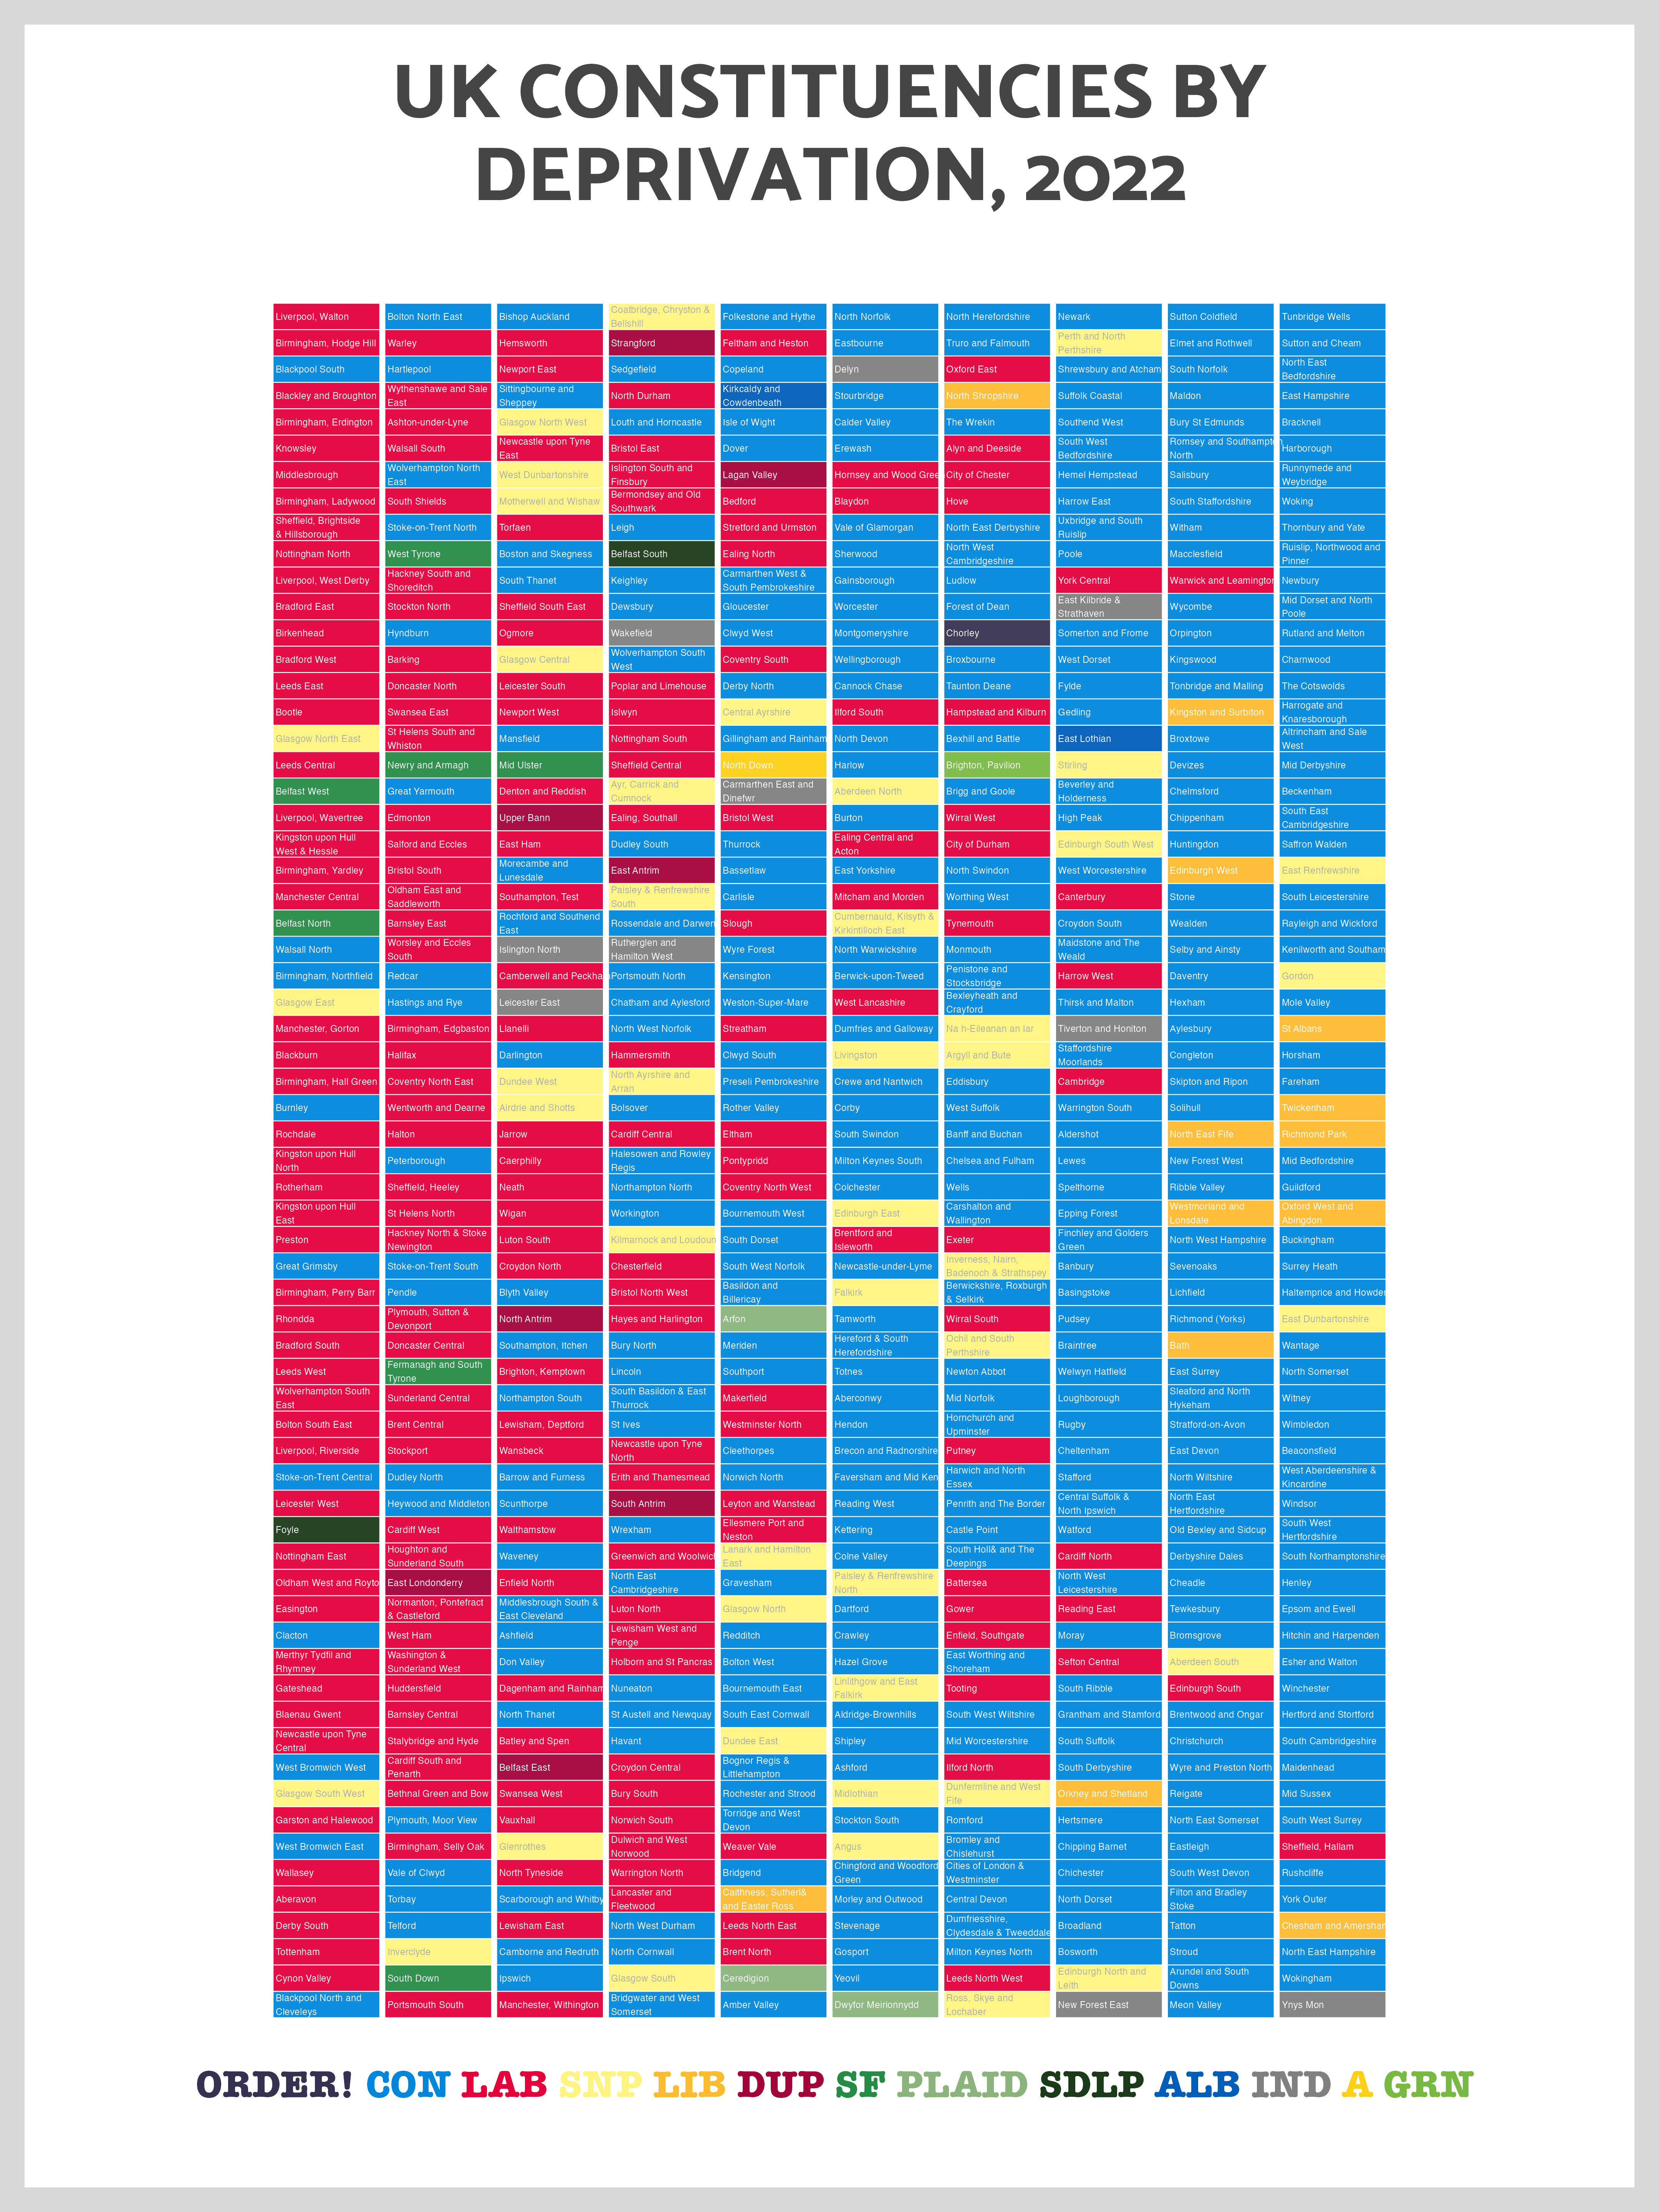 UK CONSTITUENCIES BY
DEPRIVATION, 2022
Liverpool, Walton
Birmingham, Hodge Hill
Blackpool South
Blackley and Broughton
Birmingham, Erdington
Knowsley
Middlesbrough
Birmingham, Ladywood
Sheffield, Brightside
& Hillsborough
Nottingham North
Liverpool, West Derby
Bradford East
Birkenhead
Bradford West
Leeds East
Bootle
Glasgow North East
Leeds Central
Belfast West
Liverpool, Wavertree
Kingston upon Hull
West & Hessle
Birmingham, Yardley
Manchester Central
Belfast North
Walsall North
Birmingham, Northfield
Glasgow East
Manchester, Gorton
Blackburn
Birmingham, Hall Green
Burnley
Rochdale
Kingston upon Hull
North
Rotherham
Kingston upon Hull
East
Preston
Great Grimsby
Birmingham, Perry Barr
Rhondda
Bradford South
Leeds West
Wolverhampton South
East
Bolton South East
Liverpool, Riverside
Stoke-on-Trent Central
Leicester West
Foyle
Nottingham East
Oldham West and Royto
Easington
Clacton
Merthyr Tydfil and
Rhymney
Gateshead
Blaenau Gwent
Newcastle upon Tyne
Central
West Bromwich West
Glasgow South West
Garston and Halewood
West Bromwich East
Wallasey
Aberavon
Derby South
Tottenham
Cynon Valley
Blackpool North and
Cleveleys
Bolton North East
Warley
Hartlepool
Wythenshawe and Sale
East
Ashton-under-Lyne
Walsall South
Wolverhampton North
East
South Shields
Stoke-on-Trent North
West Tyrone
Hackney South and
Shoreditch
Stockton North
Hyndburn
Barking
Doncaster North
Swansea East
St Helens South and
Whiston
Newry and Armagh
Great Yarmouth
Edmonton
Salford and Eccles
Bristol South
Oldham East and
Saddleworth
Barnsley East
Worsley and Eccles
South
Redcar
Hastings and Rye
Birmingham, Edgbaston
Halifax
Coventry North East
Wentworth and Dearne
Halton
Peterborough
Sheffield, Heeley
St Helens North
Hackney North & Stoke
Newington
Stoke-on-Trent South
Pendle
Plymouth, Sutton &
Devonport
Doncaster Central
Fermanagh and South
Tyrone
Sunderland Central
Brent Central
Stockport
Dudley North
Heywood and Middleton
Cardiff West
Houghton and
Sunderland South
East Londonderry
Normanton, Pontefract
& Castleford
West Ham
Washington &
Sunderland West
Huddersfield
Barnsley Central
Stalybridge and Hyde
Cardiff South and
Penarth
Bethnal Green and Bow
Plymouth, Moor View
Birmingham, Selly Oak
Vale of Clwyd
Torbay
Telford
Inverclyde
South Down
Portsmouth South
Bishop Auckland
Hemsworth
Newport East
Sittingbourne and
Sheppey
Glasgow North West
Newcastle upon Tyne
East
West Dunbartonshire
Motherwell and Wishaw
Torfaen
Boston and Skegness
South Thanet
Sheffield South East
Ogmore
Glasgow Central
Leicester South
Newport West
Mansfield
Mid Ulster
Denton and Reddish
Upper Bann
East Ham
Morecambe and
Lunesdale
Southampton, Test
Rochford and Southend
East
Islington North
Camberwell and Peckha
Leicester East
Llanelli
Darlington
Dundee West
Airdrie and Shotts
Jarrow
Caerphilly
Neath
Wigan
Luton South
Croydon North
Blyth Valley
North Antrim
Southampton, Itchen
Brighton, Kemptown
Northampton South
Lewisham, Deptford
Wansbeck
Barrow and Furness
Scunthorpe
Walthamstow
Waveney
Enfield North
Middlesbrough South &
East Cleveland
Ashfield
Don Valley
Dagenham and Rainham
North Thanet
Batley and Spen
Belfast East
Swansea West
Vauxhall
Glenrothes
North Tyneside
Scarborough and Whitby
Lewisham East
Camborne and Redruth
Ipswich
Manchester, Withington
Coatbridge, Chryston &
Bellshill
Strangford
Sedgefield
North Durham
Louth and Horncastle
Bristol East
Islington South and
Finsbury
Bermondsey and Old
Southwark
Leigh
Belfast South
Keighley
Dewsbury
Wakefield
Wolverhampton South
West
Poplar and Limehouse
Islwyn
Nottingham South
Sheffield Central
Ayr, Carrick and
Cumnock
Ealing, Southall
Dudley South
East Antrim
Paisley & Renfrewshire
South
Rossendale and Darwen
Rutherglen and
Hamilton West
Portsmouth North
Chatham and Aylesford
North West Norfolk
Hammersmith
North Ayrshire and
Arran
Bolsover
Cardiff Central
Halesowen and Rowley
Regis
Northampton North
Workington
Kilmarnock and Loudoun
Chesterfield
Bristol North West
Hayes and Harlington
Bury North
Lincoln
South Basildon & East
Thurrock
St Ives
Newcastle upon Tyne
North
Erith and Thamesmead
South Antrim
Wrexham
Greenwich and Woolwich
North East
Cambridgeshire
Luton North
Lewisham West and
Penge
Holborn and St Pancras
Nuneaton
St Austell and Newquay
Havant
Croydon Central
Bury South
Norwich South
Dulwich and West
Norwood
Warrington North
Lancaster and
Fleetwood
North West Durham
North Cornwall
Glasgow South
Bridgwater and West
Somerset
Folkestone and Hythe
Feltham and Heston
Copeland
Kirkcaldy and
Cowdenbeath
Isle of Wight
Dover
Lagan Valley
Bedford
Stretford and Urmston
Ealing North
Carmarthen West &
South Pembrokeshire
Gloucester
Clwyd West
Coventry South
Derby North
Central Ayrshire
Gillingham and Rainham
North Down
Carmarthen East and
Dinefwr
Bristol West
Thurrock
Bassetlaw
Carlisle
Slough
Wyre Forest
Kensington
Weston-Super-Mare
Streatham
Clwyd South
Preseli Pembrokeshire
Rother Valley
Eltham
Pontypridd
Coventry North West
Bournemouth West
South Dorset
South West Norfolk
Basildon and
Billericay
Arfon
Meriden
Southport
Makerfield
Westminster North
Cleethorpes
Norwich North
Leyton and Wanstead
Ellesmere Port and
Neston
Lanark and Hamilton
East
Gravesham
Glasgow North
Redditch
Bolton West
Bournemouth East
South East Cornwall
Dundee East
Bognor Regis &
Littlehampton
Rochester and Strood
Torridge and West
Devon
Weaver Vale
Bridgend
Caithness, Sutherl&
and Easter Ross
Leeds North East
Brent North
Ceredigion
Amber Valley
North Norfolk
Eastbourne
Delyn
Stourbridge
Calder Valley
Erewash
Hornsey and Wood Gree
Blaydon
Vale of Glamorgan
Sherwood
Gainsborough
Worcester
Montgomeryshire
Wellingborough
Cannock Chase
Ilford South
North Devon
Harlow
Aberdeen North
Burton
Ealing Central and
Acton
East Yorkshire
Mitcham and Morden
Cumbernauld, Kilsyth &
Kirkintilloch East
North Warwickshire
Berwick-upon-Tweed
West Lancashire
Dumfries and Galloway
Livingston
Crewe and Nantwich
Corby
South Swindon
Milton Keynes South
Colchester
Edinburgh East
Brentford and
Isleworth
Newcastle-under-Lyme
Falkirk
Tamworth
Hereford & South
Herefordshire
Totnes
Aberconwy
Hendon
Brecon and Radnorshire
Faversham and Mid Ken
Reading West
Kettering
Colne Valley
Paisley & Renfrewshire
North
Dartford
Crawley
Hazel Grove
Linlithgow and East
Falkirk
Aldridge-Brownhills
Shipley
Ashford
Midlothian
Stockton South
Angus
Chingford and Woodford
Green
Morley and Outwood
Stevenage
Gosport
Yeovil
Dwyfor Meirionnydd
North Herefordshire
Truro and Falmouth
Oxford East
North Shropshire
The Wrekin
Alyn and Deeside
City of Chester
Hove
North East Derbyshire
North West
Cambridgeshire
Ludlow
Forest of Dean
Chorley
Broxbourne
Taunton Deane
Hampstead and Kilburn
Bexhill and Battle
Brighton, Pavilion
Brigg and Goole
Wirral West
City of Durham
North Swindon
Worthing West
Tynemouth
Monmouth
Penistone and
Stocksbridge
Bexleyheath and
Crayford
Na h-Eileanan an Iar
Argyll and Bute
Eddisbury
West Suffolk
Banff and Buchan
Chelsea and Fulham
Wells
Carshalton and
Wallington
Exeter
Inverness, Nairn,
Badenoch & Strathspey
Berwickshire, Roxburgh
& Selkirk
Wirral South
Ochil and South
Perthshire
Newton Abbot
Mid Norfolk
Hornchurch and
Upminster
Putney
Harwich and North
Essex
Penrith and The Border
Castle Point
South Holl& and The
Deepings
Battersea
Gower
Enfield, Southgate
East Worthing and
Shoreham
Tooting
South West Wiltshire
Mid Worcestershire
Ilford North
Dunfermline and West
Fife
Romford
Bromley and
Chislehurst
Cities of London &
Westminster
Central Devon
Dumfriesshire,
Clydesdale & Tweeddale
Milton Keynes North
Leeds North West
Ross, Skye and
Lochaber
Newark
Perth and North
Perthshire
Shrewsbury and Atcham
Suffolk Coastal
Southend West
South West
Bedfordshire
Hemel Hempstead
Harrow East
Uxbridge and South
Ruislip
Poole
York Central
East Kilbride &
Strathaven
Somerton and Frome
West Dorset
Fylde
Gedling
East Lothian
Stirling
Beverley and
Holderness
High Peak
Edinburgh South West
West Worcestershire
Canterbury
Croydon South
Maidstone and The
Weald
Harrow West
Thirsk and Malton
Tiverton and Honiton
Staffordshire
Moorlands
Cambridge
Warrington South
Aldershot
Lewes
Spelthorne
Epping Forest
Finchley and Golders
Green
Banbury
Basingstoke
Pudsey
Braintree
Welwyn Hatfield
Loughborough
Rugby
Cheltenham
Stafford
Central Suffolk &
North Ipswich
Watford
Cardiff North
North West
Leicestershire
Reading East
Moray
Sefton Central
South Ribble
Grantham and Stamford
South Suffolk
South Derbyshire
Orkney and Shetland
Hertsmere
Chipping Barnet
Chichester
North Dorset
Broadland
Bosworth
Edinburgh North and
Leith
New Forest East
Sutton Coldfield
Elmet and Rothwell
South Norfolk
Maldon
Bury St Edmunds
Romsey and Southampton
North
Salisbury
South Staffordshire
Witham
Macclesfield
Warwick and Leamington
Wycombe
Orpington
Kingswood
Tonbridge and Malling
Kingston and Surbiton
Broxtowe
Devizes
Chelmsford
Chippenham
Huntingdon
Edinburgh West
Stone
Wealden
Selby and Ainsty
Daventry
Hexham
Aylesbury
Congleton
Skipton and Ripon
Solihull
North East Fife
New Forest West
Ribble Valley
Westmorland and
Lonsdale
North West Hampshire
Sevenoaks
Lichfield
Richmond (Yorks)
Bath
East Surrey
Sleaford and North
Hykeham
Stratford-on-Avon
East Devon
North Wiltshire
North East
Hertfordshire
Old Bexley and Sidcup
Derbyshire Dales
Cheadle
Tewkesbury
Bromsgrove
Aberdeen South
Edinburgh South
Brentwood and Ongar
Christchurch
Wyre and Preston North
Reigate
North East Somerset
Eastleigh
South West Devon
Filton and Bradley
Stoke
Tatton
Stroud
Arundel and South
Downs
Meon Valley
Tunbridge Wells
Sutton and Cheam
North East
Bedfordshire
East Hampshire
Bracknell
Harborough
Runnymede and
Weybridge
Woking
Thornbury and Yate
Ruislip, Northwood and
Pinner
Newbury
Mid Dorset and North
Poole
Rutland and Melton
Charnwood
The Cotswolds
Harrogate and
Knaresborough
Altrincham and Sale
West
Mid Derbyshire
Beckenham
South East
Cambridgeshire
Saffron Walden
East Renfrewshire
South Leicestershire
Rayleigh and Wickford
Kenilworth and Southam
Gordon
Mole Valley
St Albans
Horsham
Fareham
Twickenham
Richmond Park
Mid Bedfordshire
Guildford
Oxford West and
Abingdon
Buckingham
Surrey Heath
Haltemprice and Howden
East Dunbartonshire
Wantage
North Somerset
Witney
Wimbledon
Beaconsfield
West Aberdeenshire &
Kincardine
Windsor
South West
Hertfordshire
South Northamptonshire
Henley
Epsom and Ewell
Hitchin and Harpenden
Esher and Walton
Winchester
Hertford and Stortford
South Cambridgeshire
Maidenhead
Mid Sussex
South West Surrey
Sheffield, Hallam
Rushcliffe
York Outer
Chesham and Amersham
North East Hampshire
Wokingham
Ynys Mon
ORDER! CON LAB SNP LIB DUP SF PLAID SDLP ALB IND A GRN